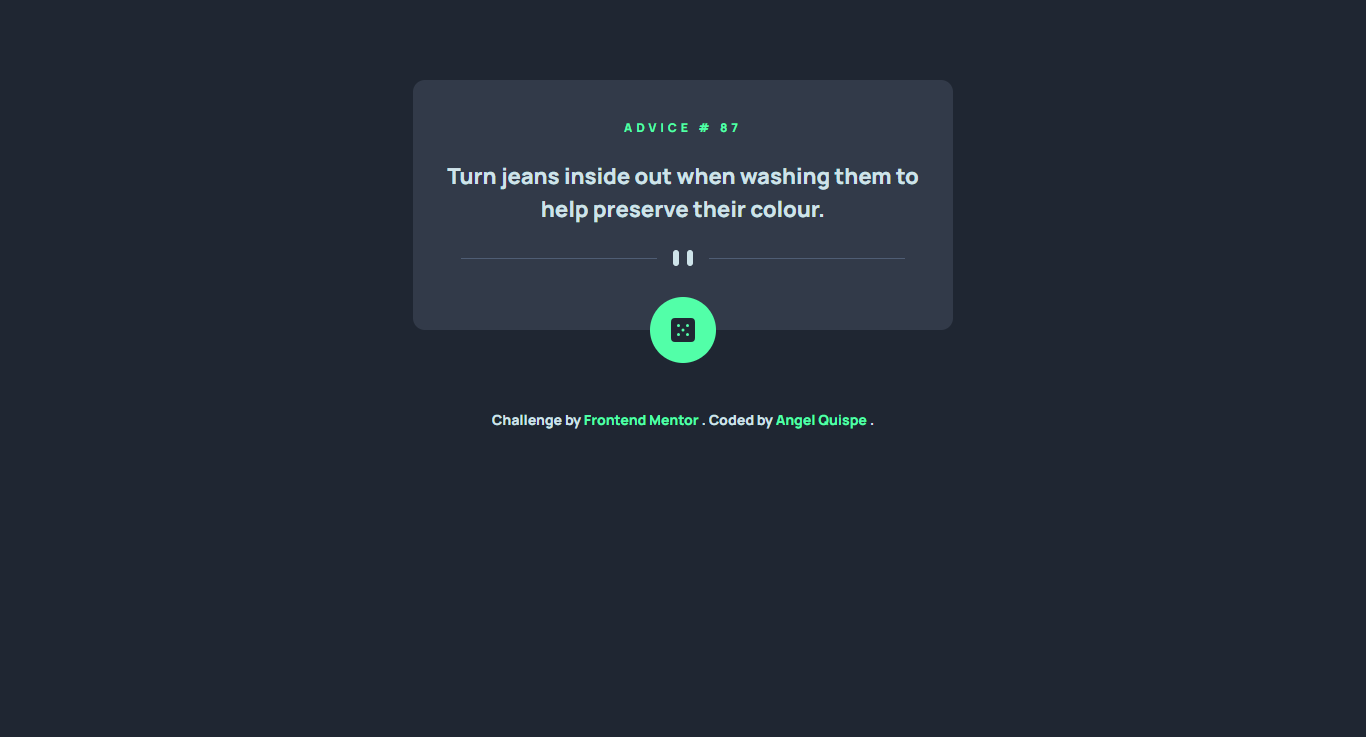 ADVICE # 87
Turn jeans inside out when washing them to
help preserve their colour.
Challenge by Frontend Mentor . Coded by Angel Quispe .